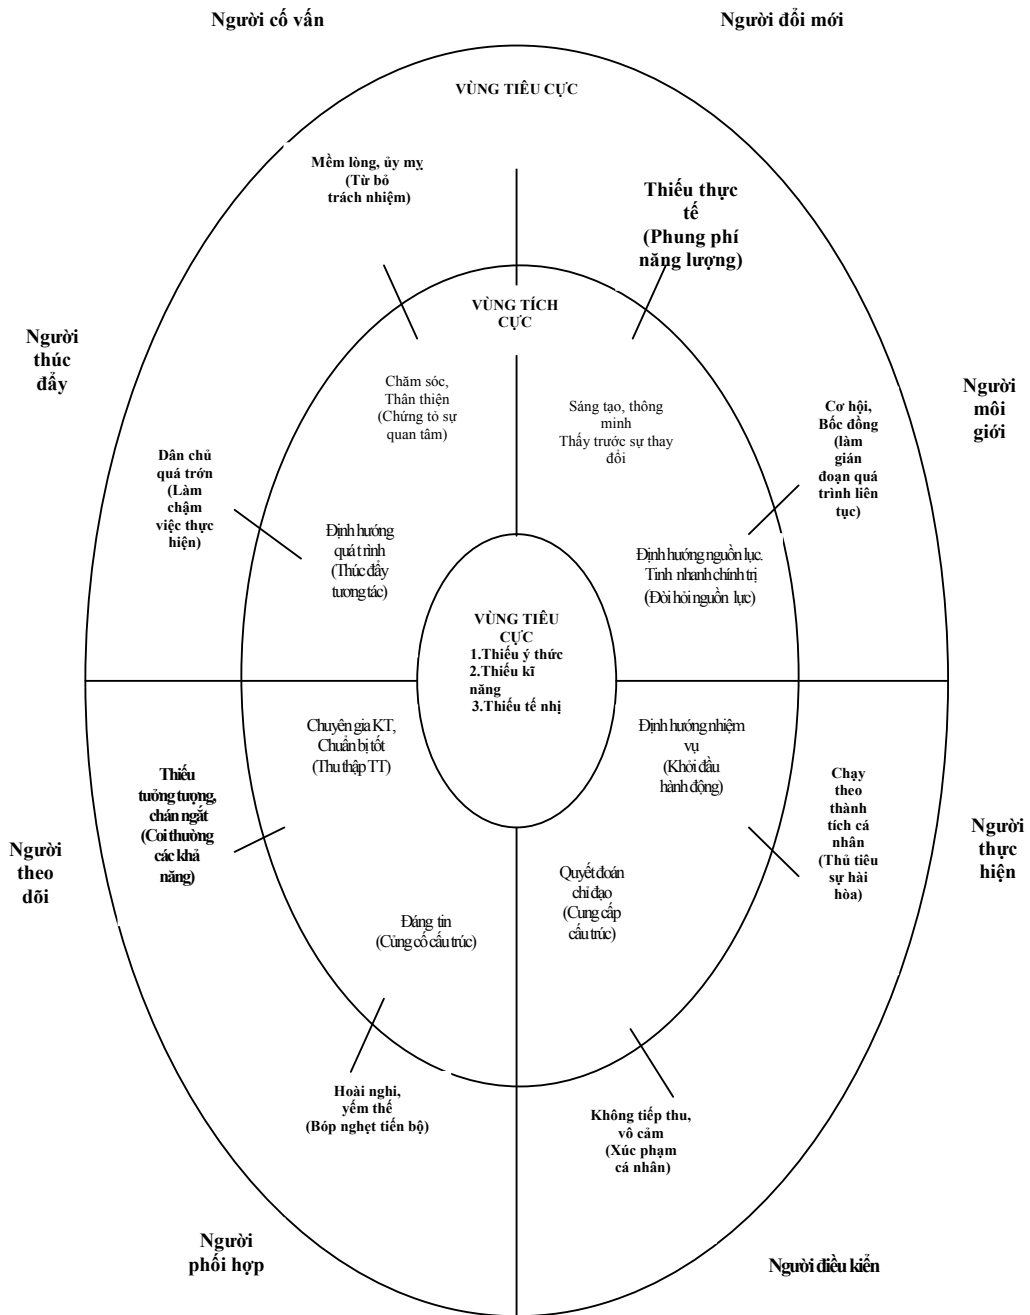 Người cố vấn
Người đổi mới
VÙNG TIÊU CỰC
Mềm lòng, ủy mỵ
(Từ bỏ
trách nhiệm)
Thiếu thực
tế
(Phung phí
năng lượng)
VÙNG TÍCH
CỰC
Người
thúc
đẩy
Người
môi
giới
Chăm sóc,
Thân thiện
(Chứng tỏ sự
quan tâm)
Sáng tạo, thông
minh
Thấy trước sự thay
đổi
Cơ hội,
Bốc đồng
(làm
gián
đoạn quá
trình liên
tục)
Dân chủ
quá trớn
(Làm
chậm
việc thực
hiện)
Định hướng
quá trình
(Thúc đẩy
tương tác)
Định hướng nguồn lực.
Tinh nhanh chính trị
(Đòi hỏi nguồn lực)
VÙNG TIÊU
CỰC
1.Thiếu ý thức
2.Thiếu kĩ
năng
3.Thiếu tế nhị
Chuyên gia KT,
Chuẩn bị tốt
(Thu thập TT)
Định hướng nhiệm
vụ
(Khởi đầu
hành động)
Thiếu
tưởng tượng,
chán ngắt
(Coi thường
các khả
năng)
Chạy
theo
thành
tích cá
nhân
(Thủ tiêu
sự hài
hòa)
Người
theo
dõi
Người
thực
hiện
Quyết đoán
chỉ đạo
(Cung cấp
cấu trúc)
Đáng tin
(Củng cố cấu trúc)
Hoài nghi,
yếm thế
(Bóp nghẹt tiến bộ)
Không tiếp thu,
vô cảm
(Xúc phạm
cá nhân)
Người
phối hợp
Người điều kiển